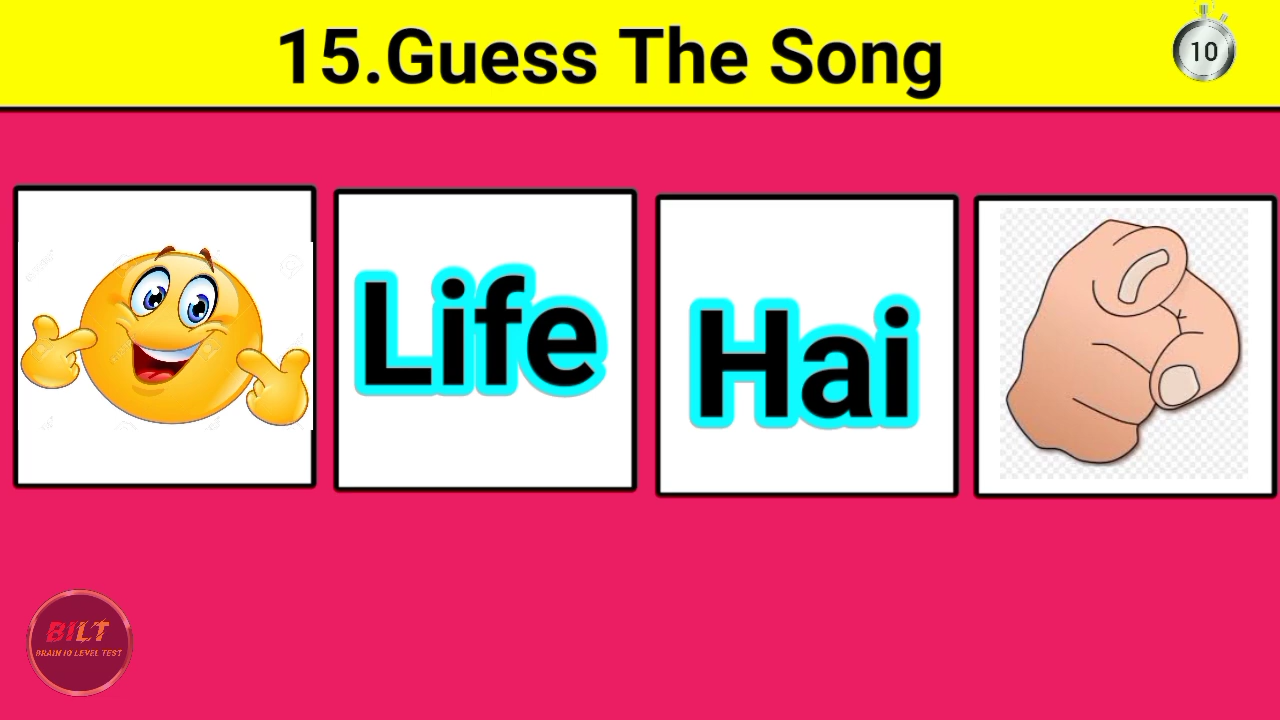 15.Guess The Song
10
Life
Hai
BILT
BRAIN IQ LEVEL TEST